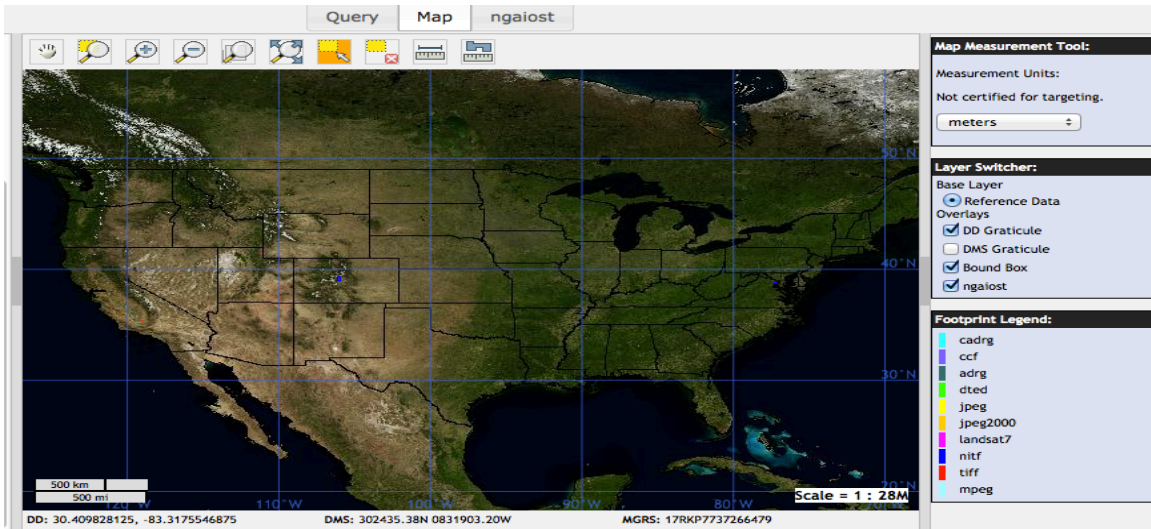 Query Map ngaiost
Map Measurement Tool:
Measurement Units:
Not certified for targeting.
meters
Layer Switcher:
Base Layer
Reference Data
Overlays
DD Graticule
DMS Graticule
Bound Box
ngaiost
Footprint Legend:
cadrg
ccf
adrg
dted
jpeg
jpeg2000
landsat7
nitf
tiff
mpeg
50°N
40°N
30°N
20°N
120°W 110°W 100°W 90°W 80°W
500 km
500 mi
Scale = 1 : 28M
DD: 30.409828125, -83.3175546875 DMS: 302435.38N 0831903.20W MGRS: 17RKP7737266479